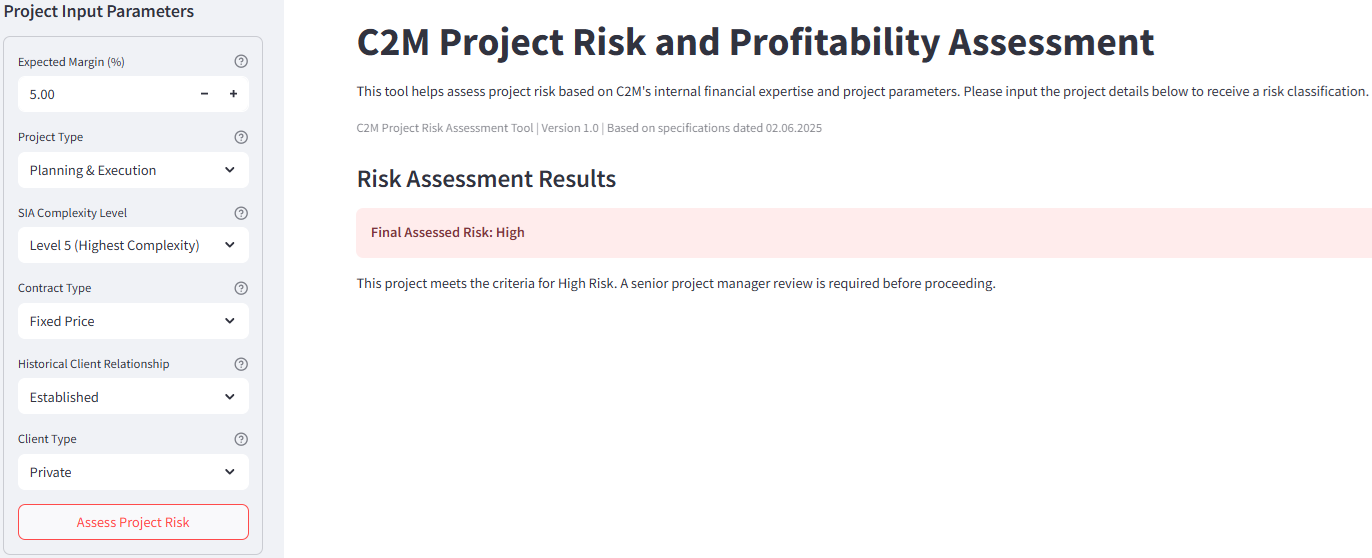 Project Input Parameters
Expected Margin (%)
5.00
Project Type
Planning & Execution
SIA Complexity Level
Level 5 (Highest Complexity)
Contract Type
Fixed Price
Historical Client Relationship
Established
Client Type
Private
Assess Project Risk
C2M Project Risk and Profitability Assessment
This tool helps assess project risk based on C2M's internal financial expertise and project parameters. Please input the project details below to receive a risk classification.
C2M Project Risk Assessment Tool | Version 1.0 | Based on specifications dated 02.06.2025
Risk Assessment Results
Final Assessed Risk: High
This project meets the criteria for High Risk. A senior project manager review is required before proceeding.